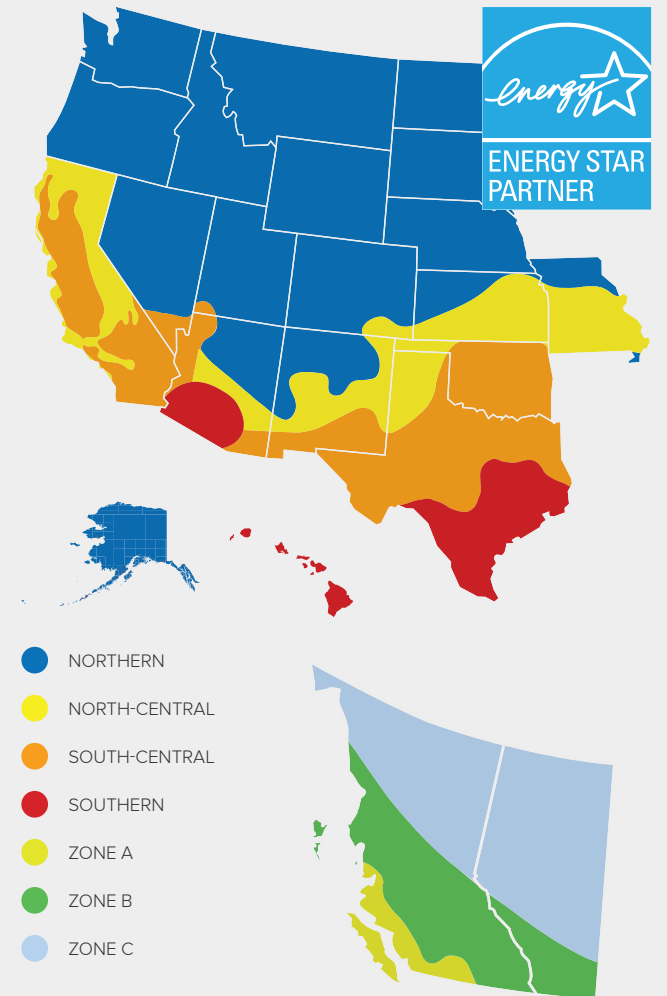 energy
ENERGY STAR
PARTNER
NORTHERN
NORTH-CENTRAL
SOUTH-CENTRAL
SOUTHERN
ZONE A
ZONE B
ZONE C